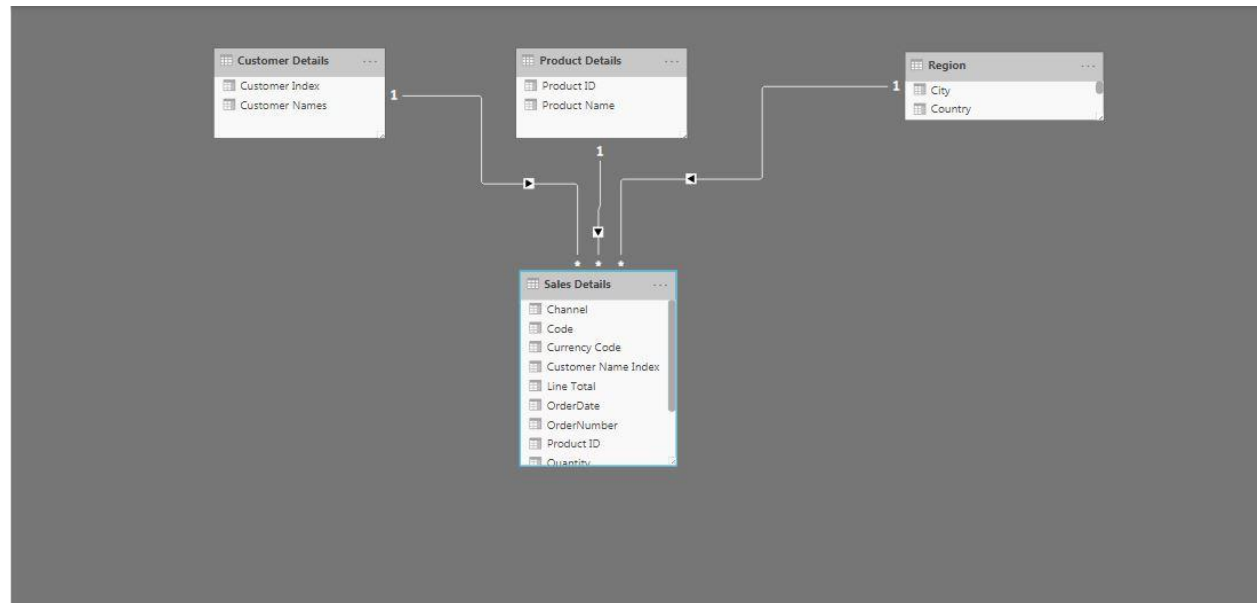 Customer Details ...
Customer Index
Customer Names
1
Product Details ...
Product ID
Product Name
1
Region ...
City
Country
1
* * *
Sales Details ...
Channel
Code
Currency Code
Customer Name Index
Line Total
OrderDate
OrderNumber
Product ID
Quantity